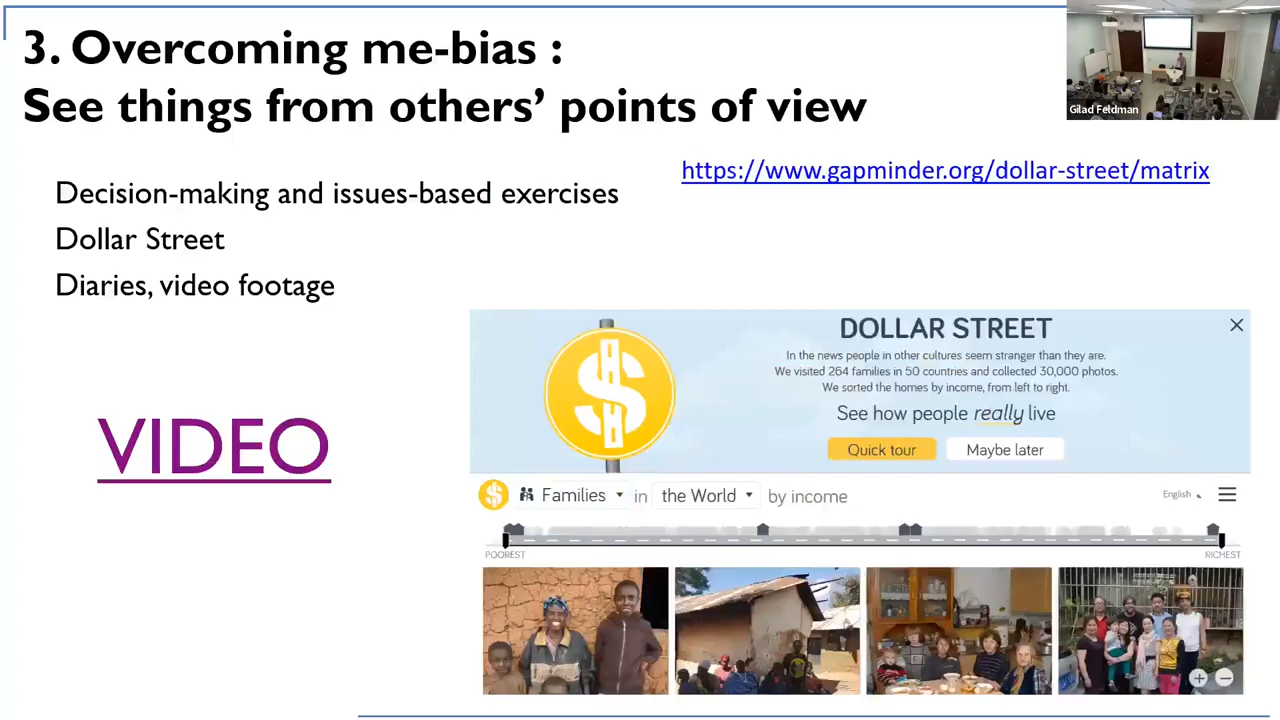 3. Overcoming me-bias :
See things from others’ points of view
Gilad Feldman
https://www.gapminder.org/dollar-street/matrix
Decision-making and issues-based exercises
Dollar Street
Diaries, video footage
VIDEO
DOLLAR STREET
In the news people in other cultures seem stranger than they are.
We visited 264 families in 50 countries and collected 30,000 photos.
We sorted the homes by income, from left to right.
See how people really live
Quick tour
Maybe later
Families in the World by income
English
POOREST
RICHEST